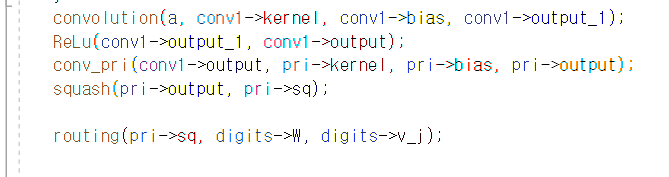 convolution(a, conv1->kernel, conv1->bias, conv1->output_1);
ReLu(conv1->output_1, conv1->output);
conv_pri(conv1->output, pri->kernel, pri->bias, pri->output);
squash(pri->output, pri->sq);
routing(pri->sq, digits->W, digits->v_j);